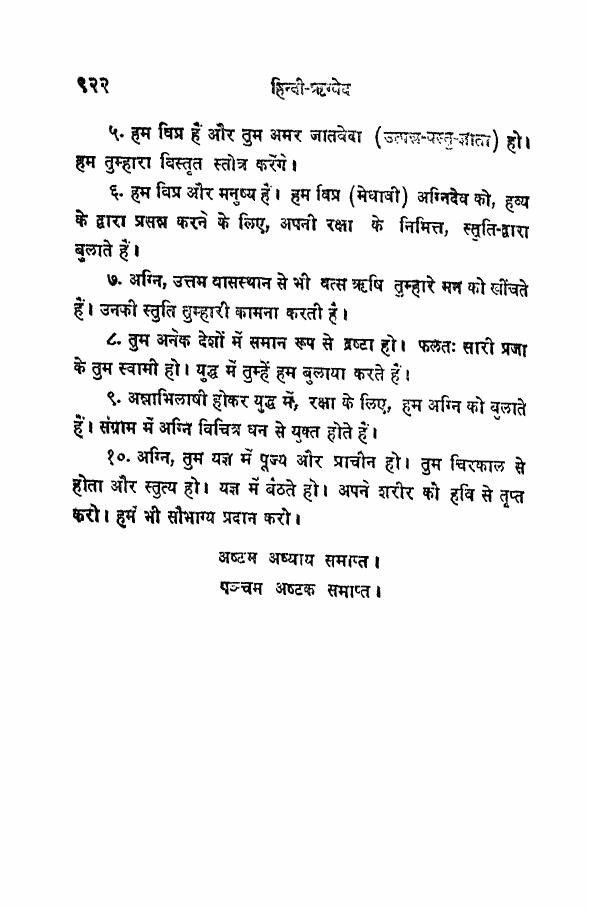 ९२२ हिन्दी-ऋग्वेद
५. हम विप्र हैं और तुम अमर जातवेदा (उत्पन्न-वस्तु-ज्ञाता) हो।
हम तुम्हारा विस्तृत स्तोत्र करेंगे।
६. हम विप्र और मनुष्य हैं। हम विप्र (मेधावी) अग्निदेव को, हव्य
के द्वारा प्रसन्न करने के लिए, अपनी रक्षा के निमित्त, स्तुति-द्वारा
बुलाते हैं।
७. अग्नि, उत्तम वासस्थान से भी वत्स ऋषि तुम्हारे मन को खींचते
हैं। उनकी स्तुति तुम्हारी कामना करती है।
८. तुम अनेक देशों में समान रूप से द्रष्टा हो। फलतः सारी प्रजा
के तुम स्वामी हो। युद्ध में तुम्हें हम बुलाया करते हैं।
९. अन्नाभिलाषी होकर युद्ध में, रक्षा के लिए, हम अग्नि को बुलाते
हैं। संग्राम में अग्नि विचित्र धन से युक्त होते हैं।
१०. अग्नि, तुम यज्ञ में पूज्य और प्राचीन हो। तुम चिरकाल से
होता और स्तुत्य हो। यज्ञ में बैठते हो। अपने शरीर को हवि से तृप्त
करो। हमें भी सौभाग्य प्रदान करो।
अष्टम अध्याय समाप्त।
पञ्चम अष्टक समाप्त।